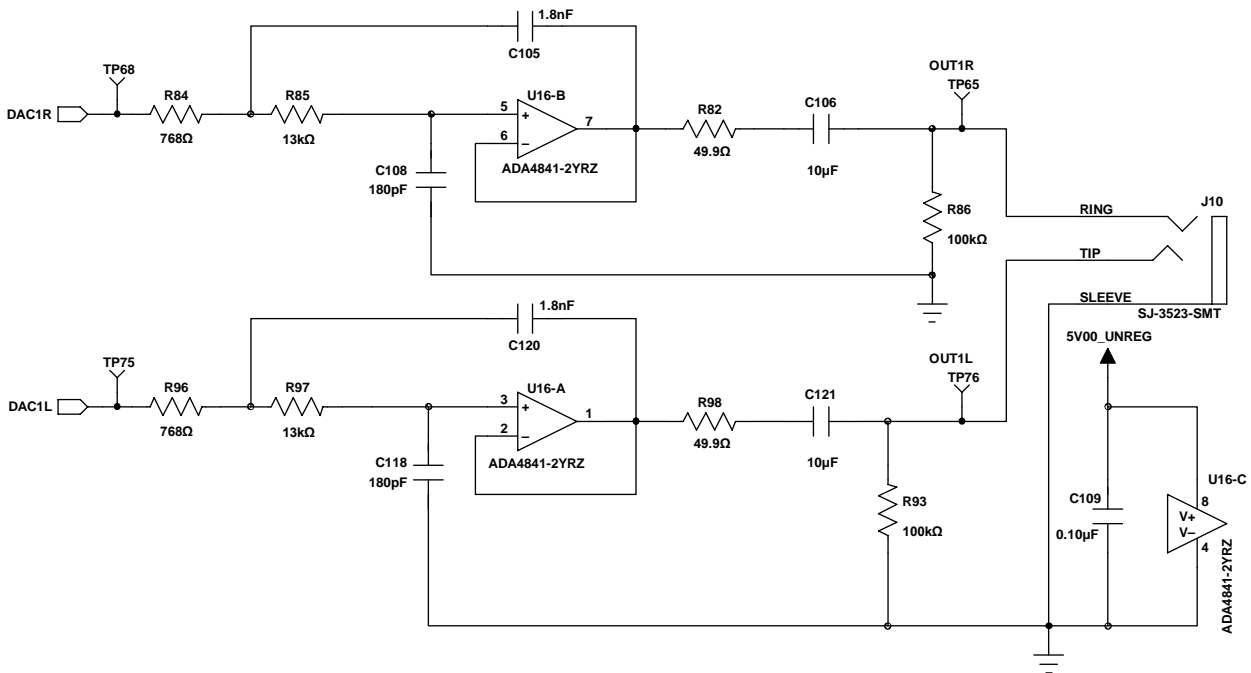 1.8nF
C105
TP68
DAC1R
R84
768Ω
R85
13kΩ
U16-B
5
+
6
−
7
ADA4841-2YRZ
C108
180pF
R82
49.9Ω
C106
10µF
OUT1R
TP65
R86
100kΩ
RING
J10
TIP
SLEEVE
SJ-3523-SMT
1.8nF
C120
TP75
DAC1L
R96
768Ω
R97
13kΩ
U16-A
3
+
2
−
1
ADA4841-2YRZ
C118
180pF
R98
49.9Ω
C121
10µF
OUT1L
TP76
R93
100kΩ
5V00_UNREG
C109
0.10µF
U16-C
8
V+
V−
4
ADA4841-2YRZ